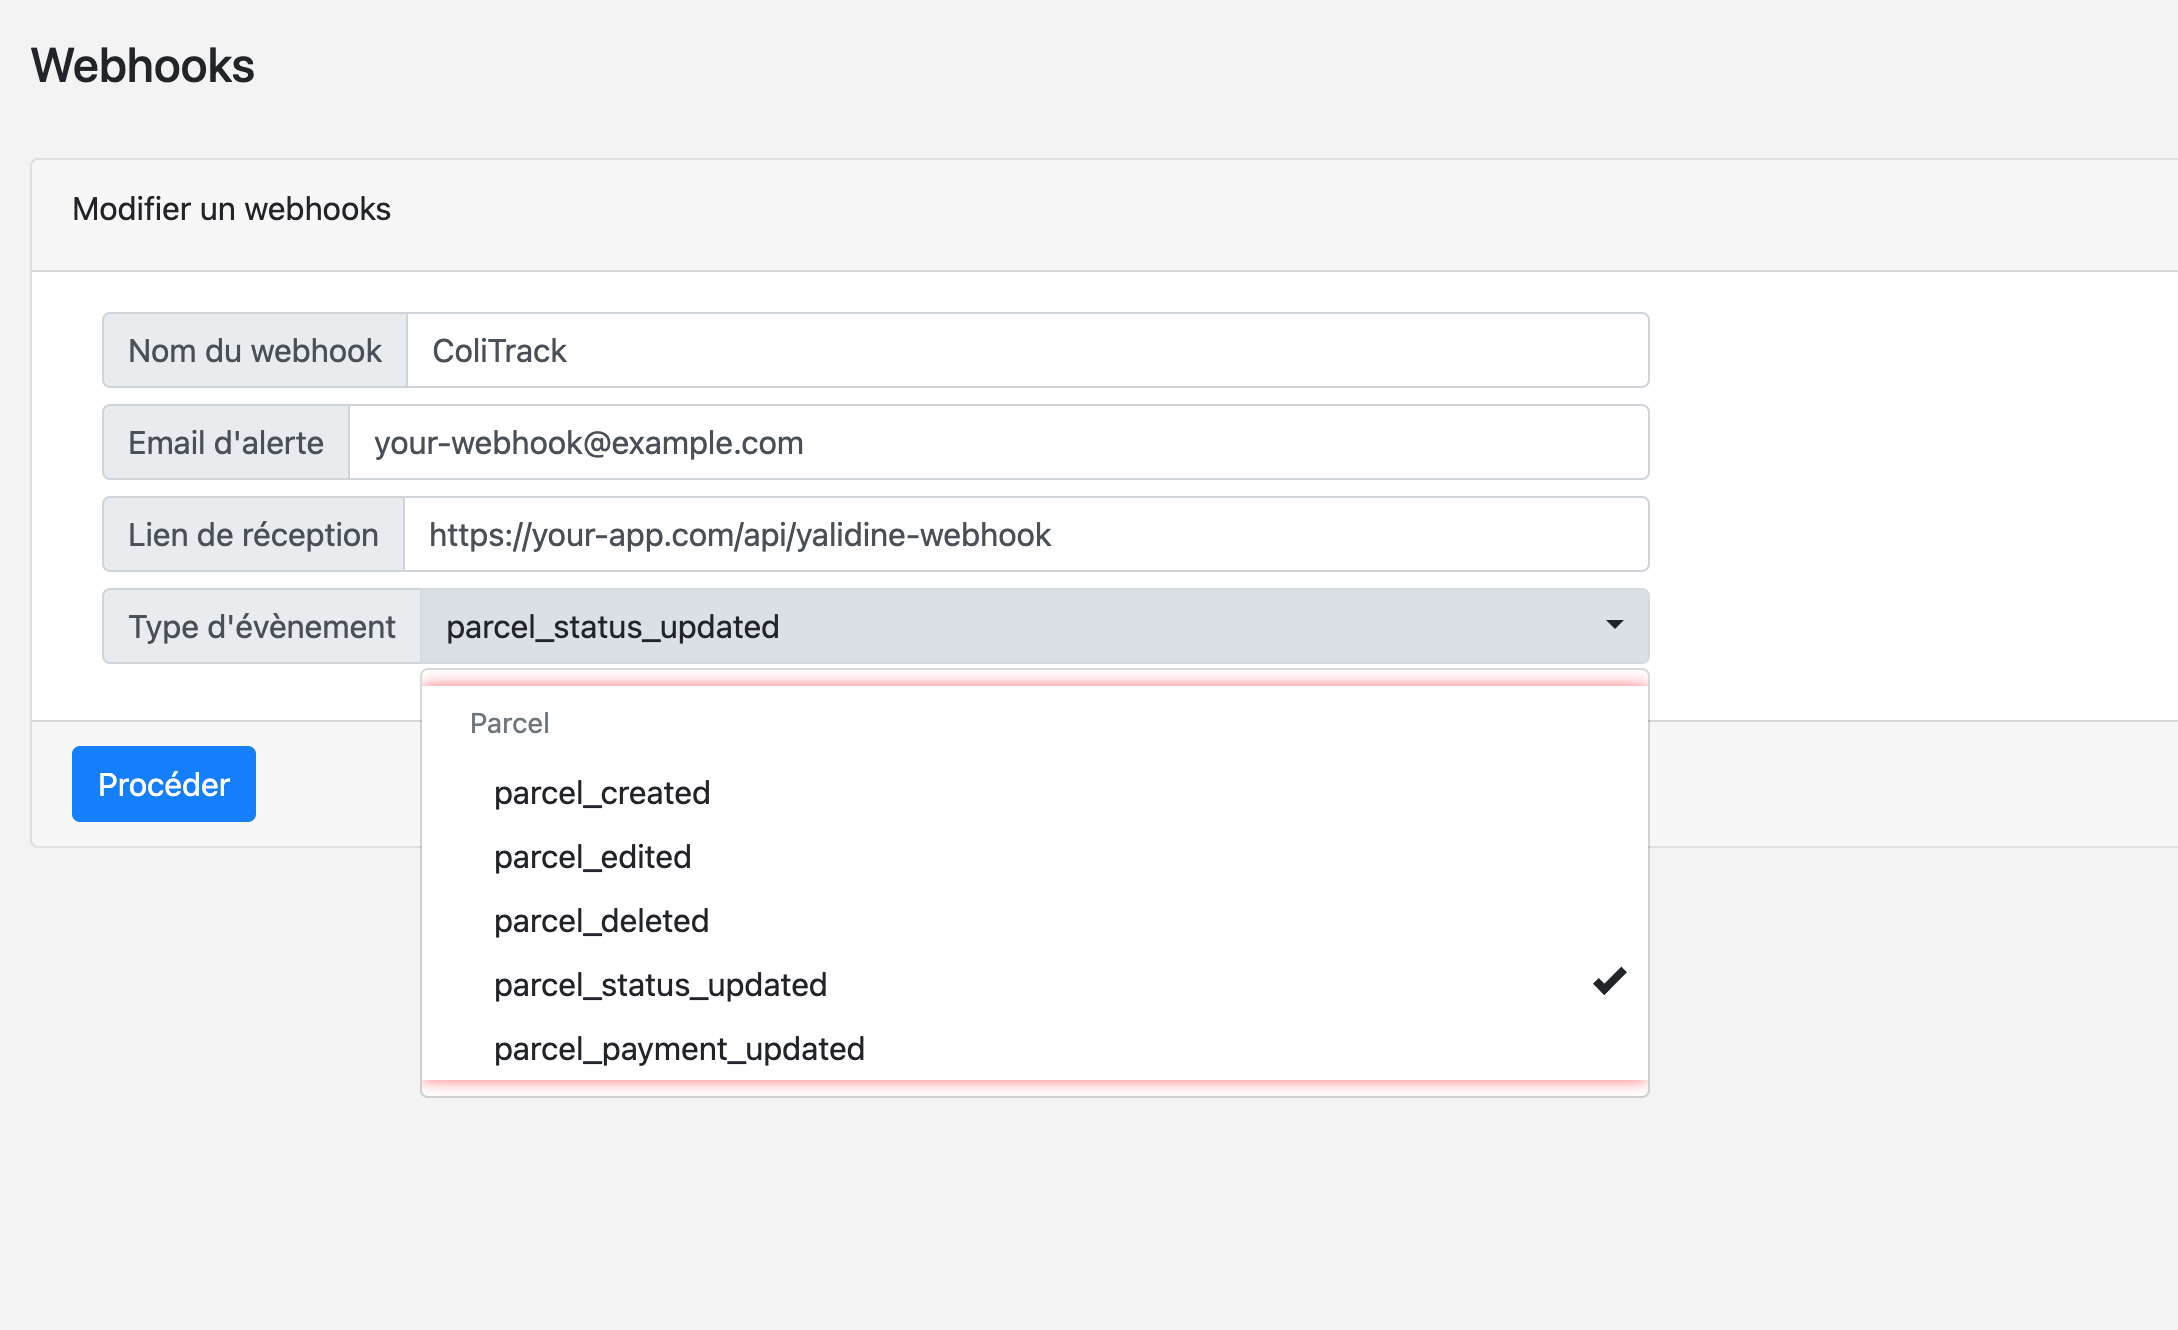 Webhooks
Modifier un webhooks
Nom du webhook ColiTrack
Email d'alerte your-webhook@example.com
Lien de réception https://your-app.com/api/yalidine-webhook
Type d'évènement parcel_status_updated
Parcel
parcel_created
parcel_edited
parcel_deleted
parcel_status_updated
parcel_payment_updated
Procéder